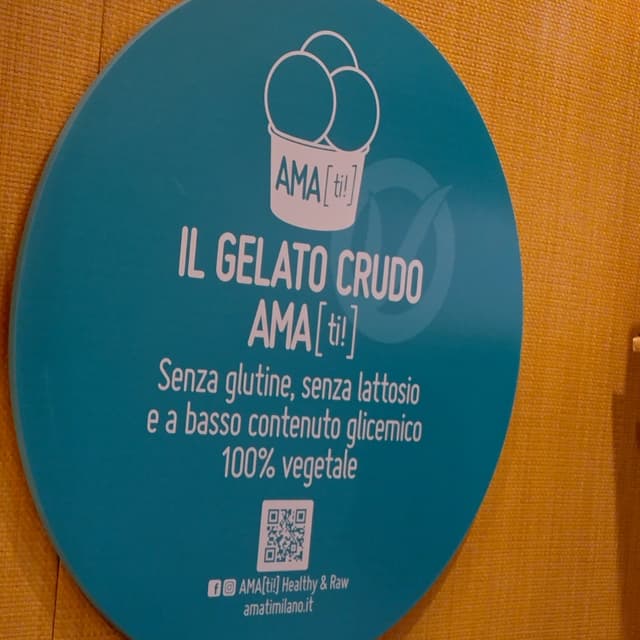 AMA[ti!]
IL GELATO CRUDO
AMA[ti!]
Senza glutine, senza lattosio
e a basso contenuto glicemico
100% vegetale
AMA[ti!] Healthy & Raw
amatimilano.it